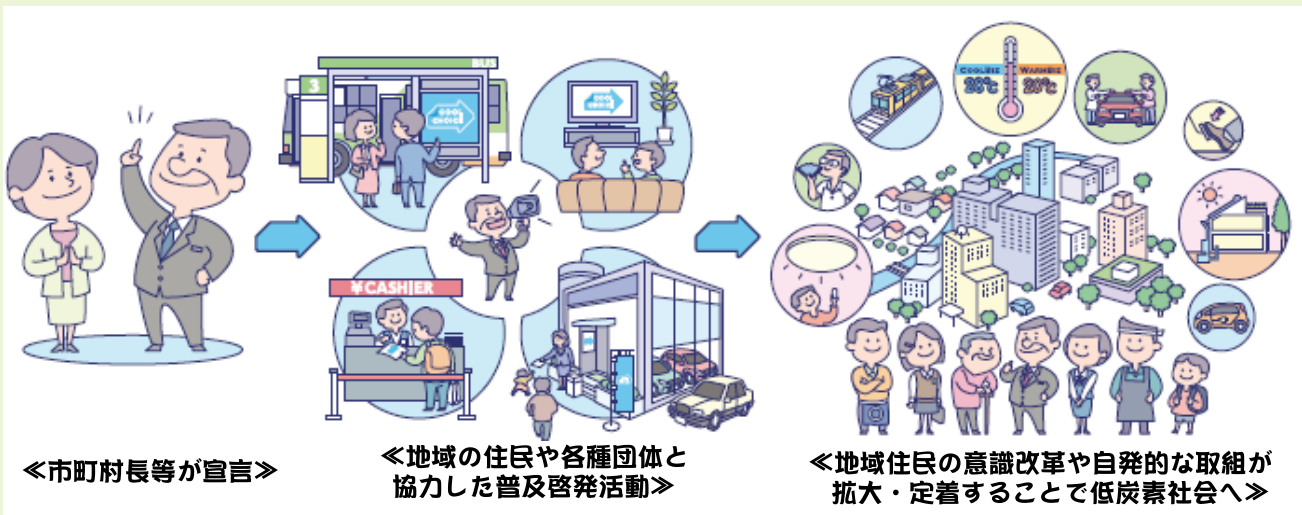 BUS
3
COOL
CHOICE
COOL
CHOICE
¥CASHIER
COOLBIZ
WARMBIZ
28℃
20℃
≪市町村長等が宣言≫
≪地域の住民や各種団体と
協力した普及啓発活動≫
≪地域住民の意識改革や自発的な取組が
拡大・定着することで低炭素社会へ≫